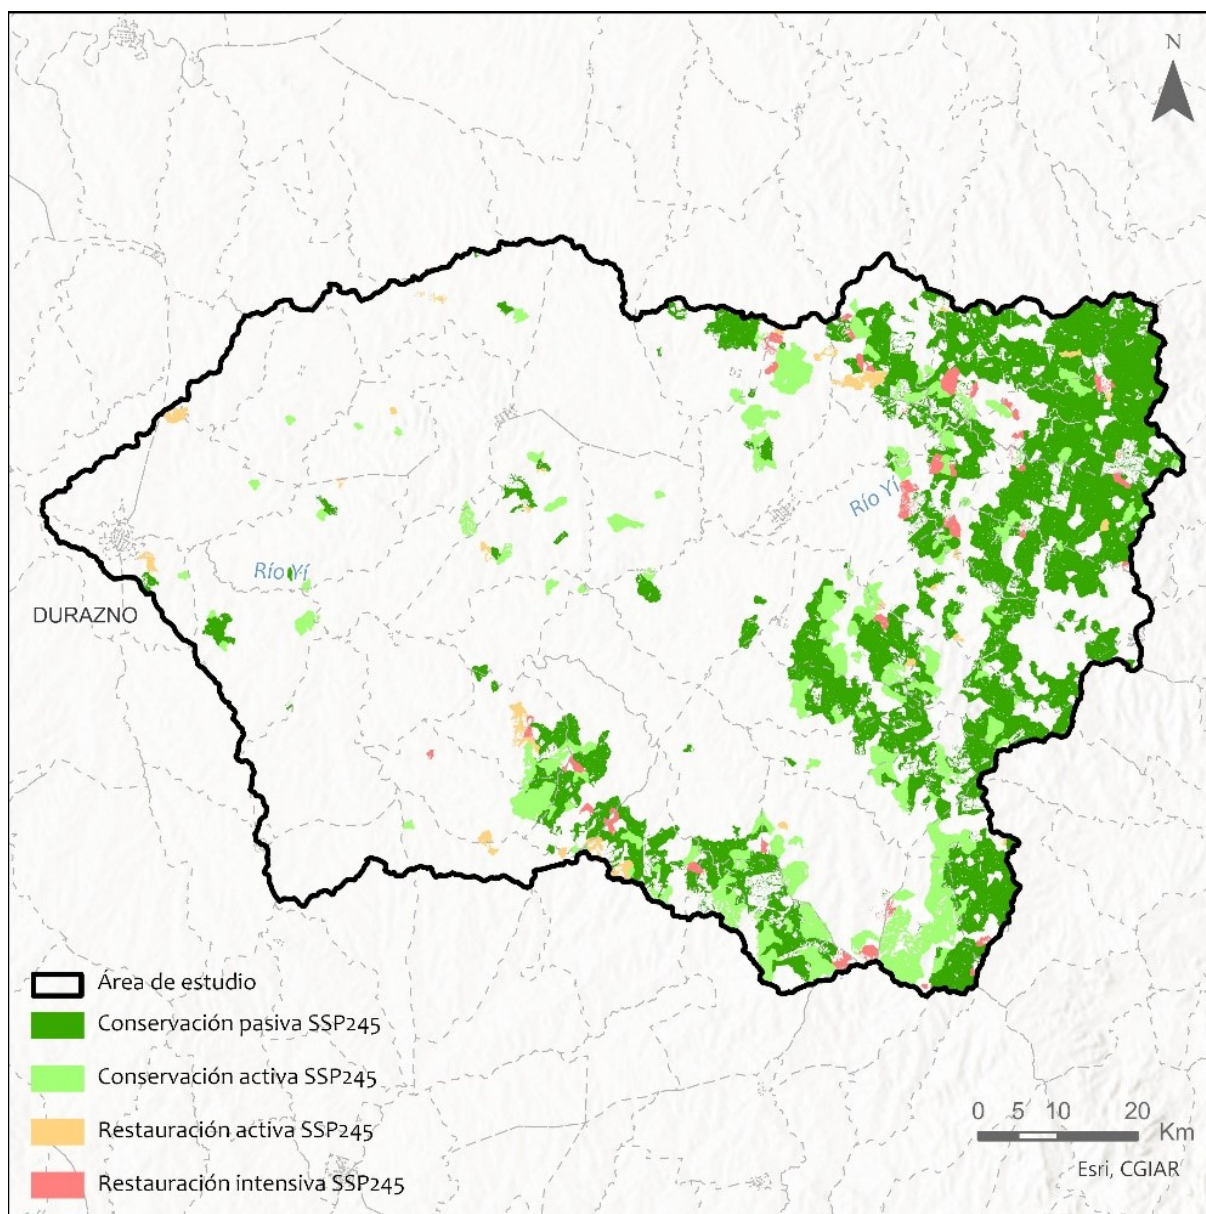 N
Río Yí
Río Yí
DURAZNO
Área de estudio
Conservación pasiva SSP245
Conservación activa SSP245
Restauración activa SSP245
Restauración intensiva SSP245
0 5 10 20
Km
Esri, CGIAR